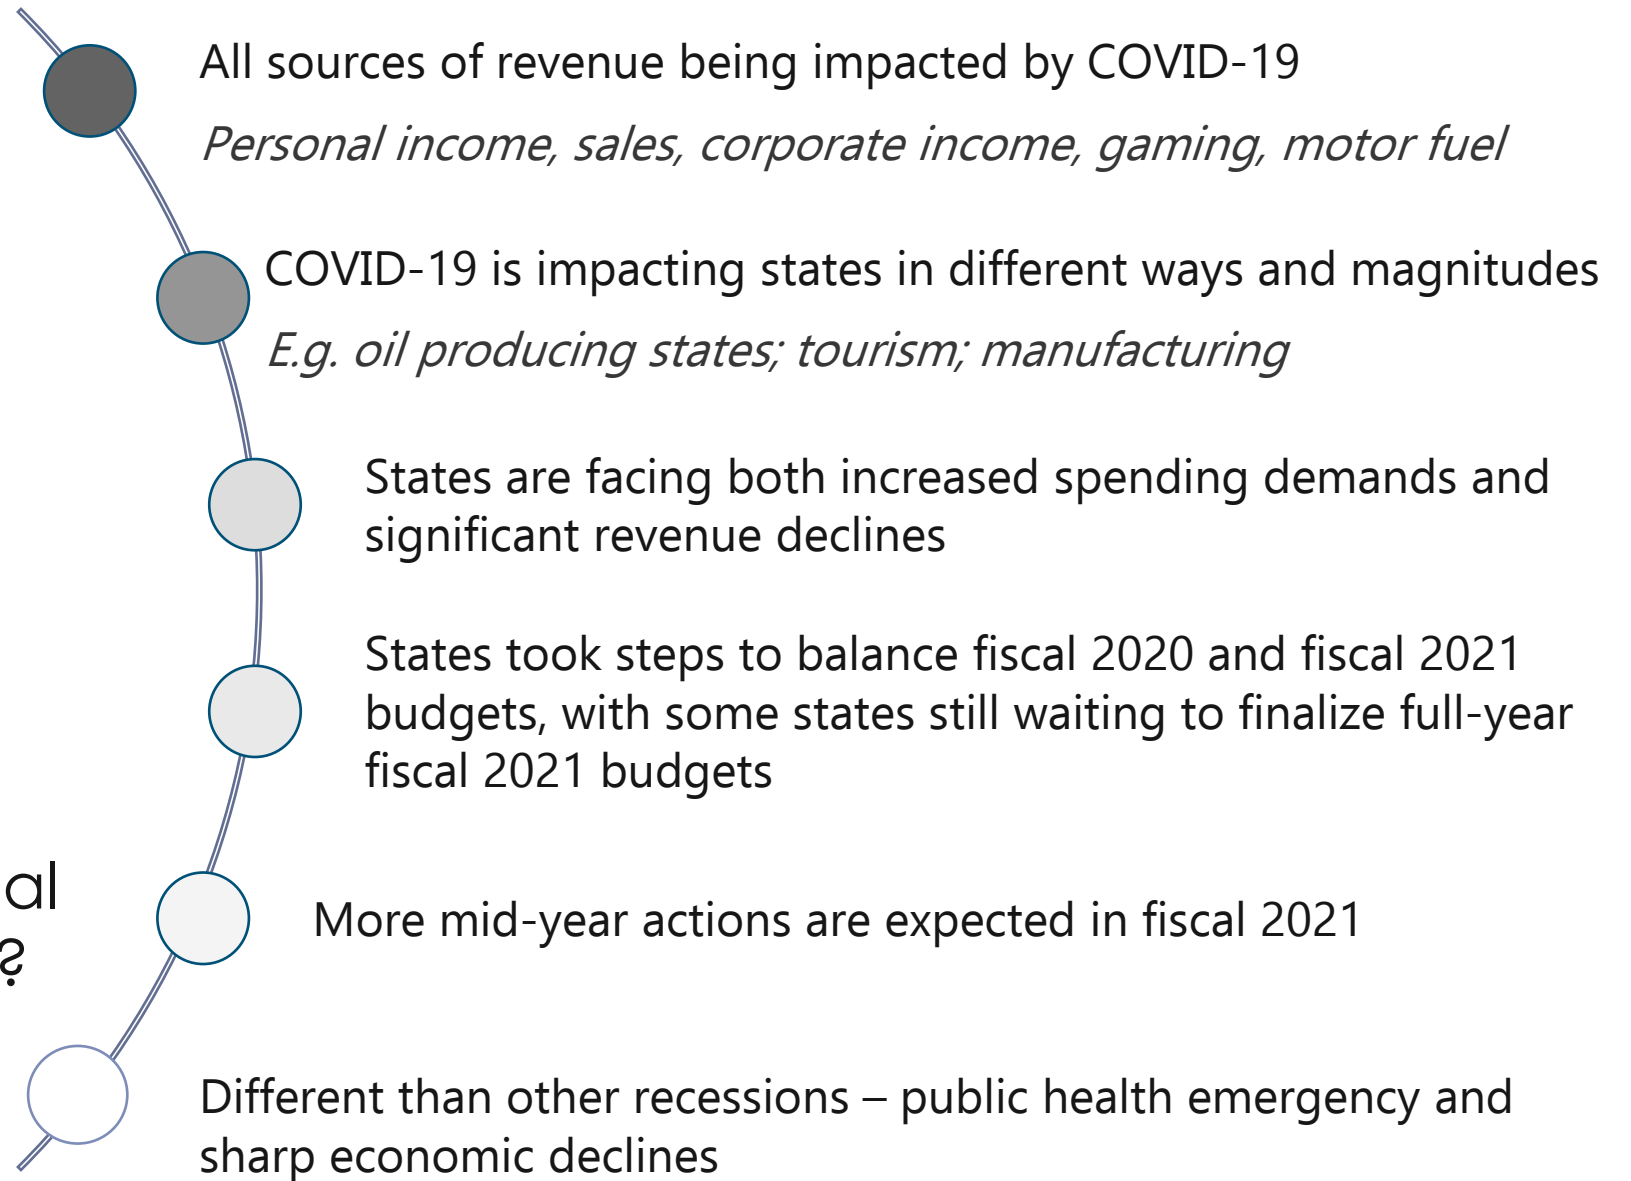 All sources of revenue being impacted by COVID-19
Personal income, sales, corporate income, gaming, motor fuel
COVID-19 is impacting states in different ways and magnitudes
E.g. oil producing states; tourism; manufacturing
States are facing both increased spending demands and
significant revenue declines
States took steps to balance fiscal 2020 and fiscal 2021
budgets, with some states still waiting to finalize full-year
fiscal 2021 budgets
al
?
More mid-year actions are expected in fiscal 2021
Different than other recessions – public health emergency and
sharp economic declines